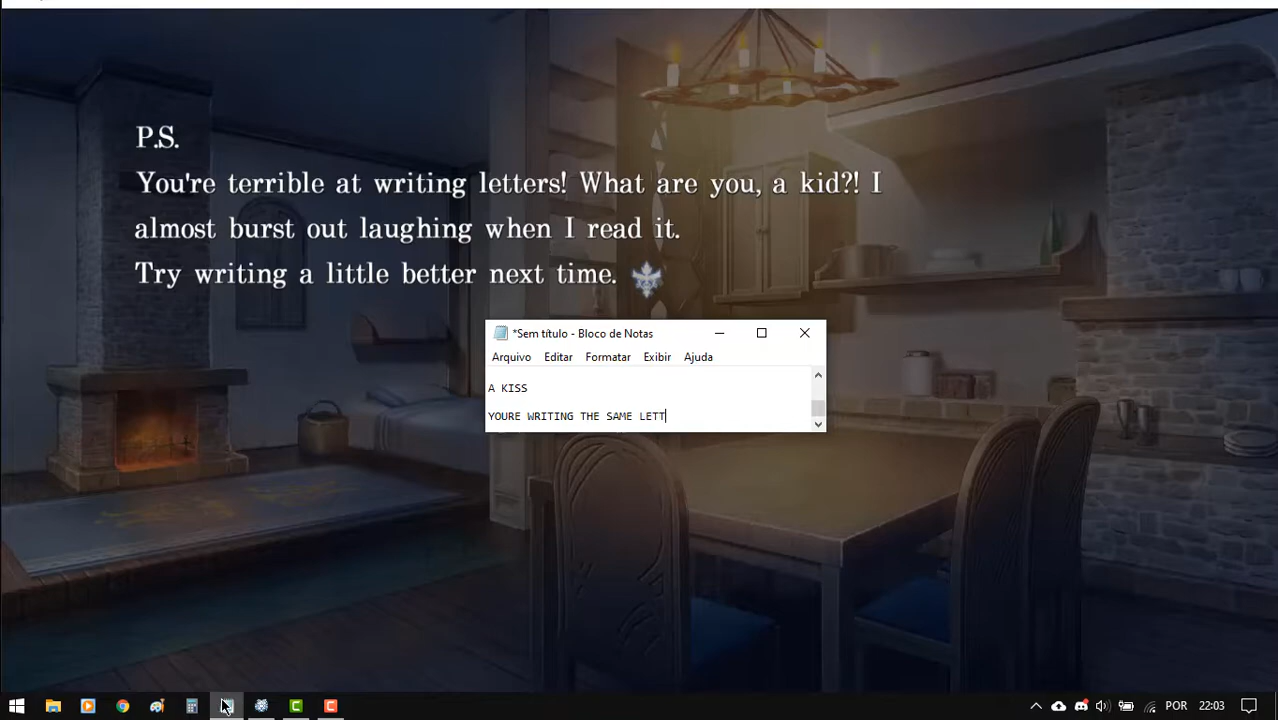 P.S.
You're terrible at writing letters! What are you, a kid?! I
almost burst out laughing when I read it.
Try writing a little better next time.
*Sem título - Bloco de Notas
Arquivo Editar Formatar Exibir Ajuda
A KISS
YOURE WRITING THE SAME LETT
POR 22:03